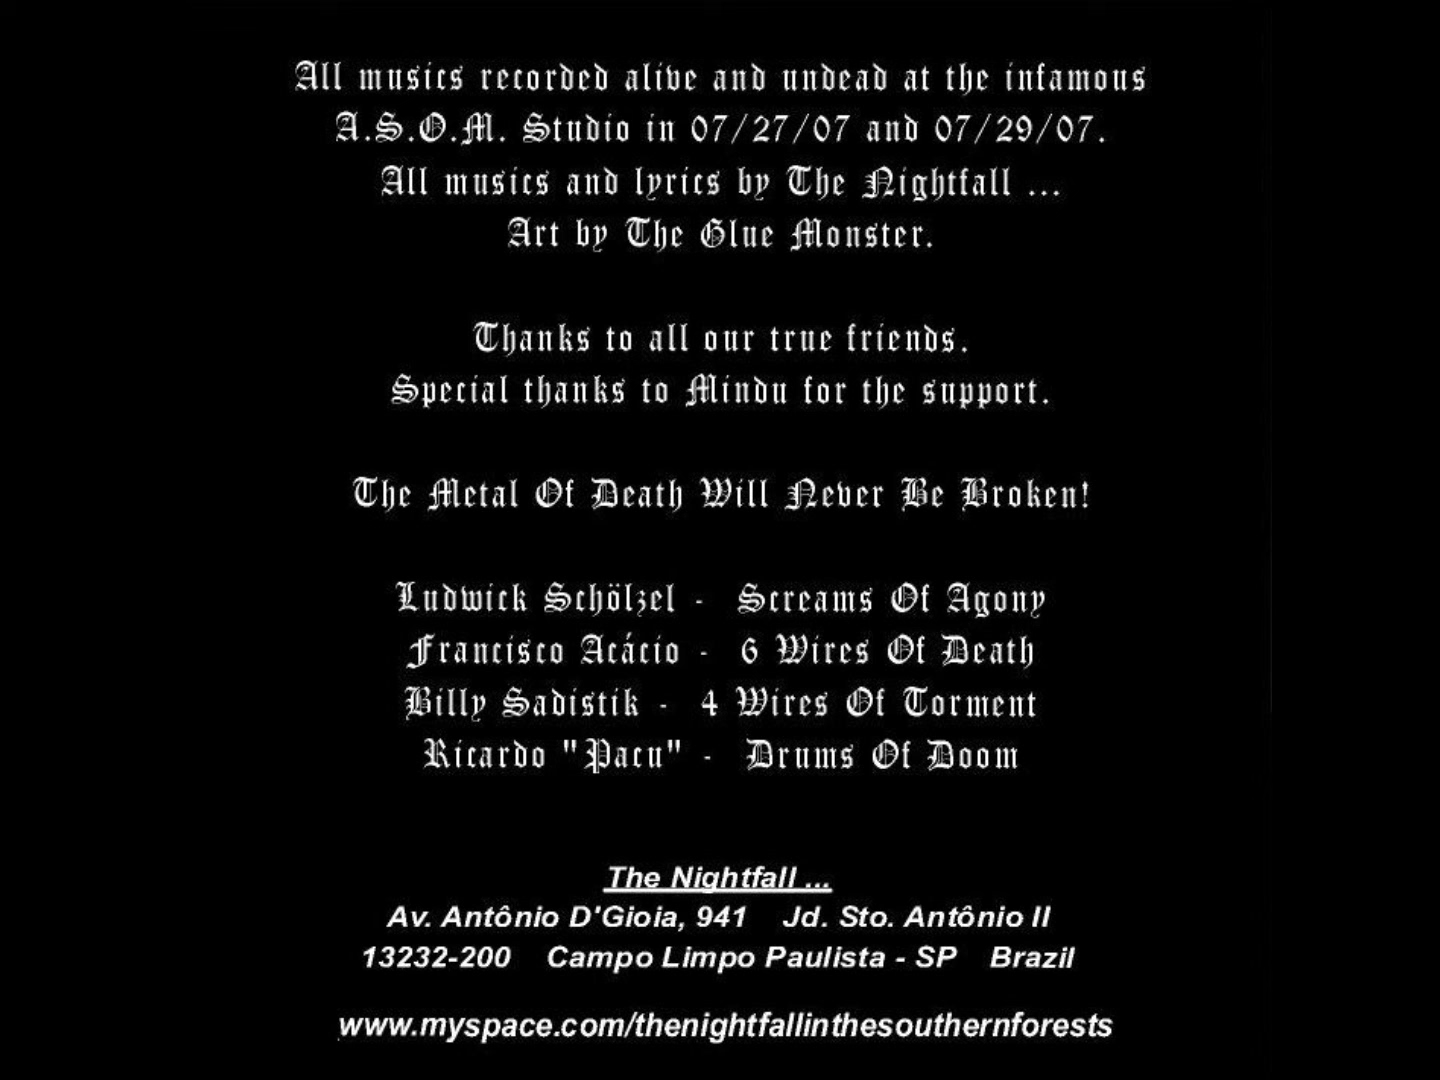 All musics recorded alive and undead at the infamous
A.S.O.M. Studio in 07/27/07 and 07/29/07.
All musics and lyrics by The Nightfall ...
Art by The Glue Monster.
Thanks to all our true friends.
Special thanks to Mindu for the support.
The Metal Of Death Will Never Be Broken!
Ludwick Schölzel - Screams Of Agony
Francisco Acácio - 6 Wires Of Death
Billy Sadistik - 4 Wires Of Torment
Ricardo "Pacu" - Drums Of Doom
The Nightfall ...
Av. Antônio D'Gioia, 941 Jd. Sto. Antônio II
13232-200 Campo Limpo Paulista - SP Brazil
www.myspace.com/thenightfallinthesouthernforests